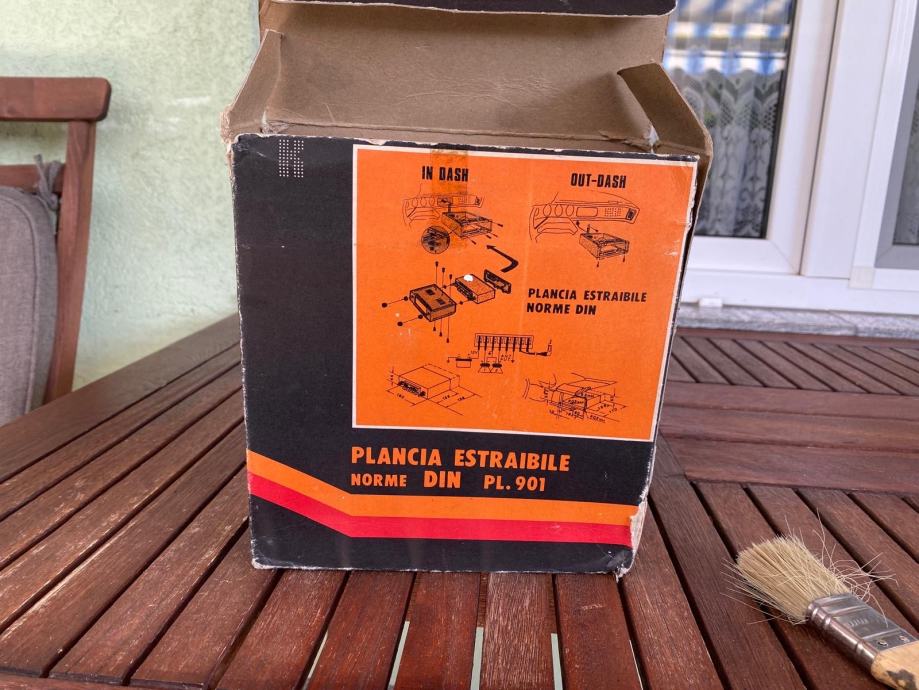 IN DASH
OUT-DASH
PLANCIA ESTRAIBILE
NORME DIN
PLANCIA ESTRAIBILE
NORME DIN PL.901